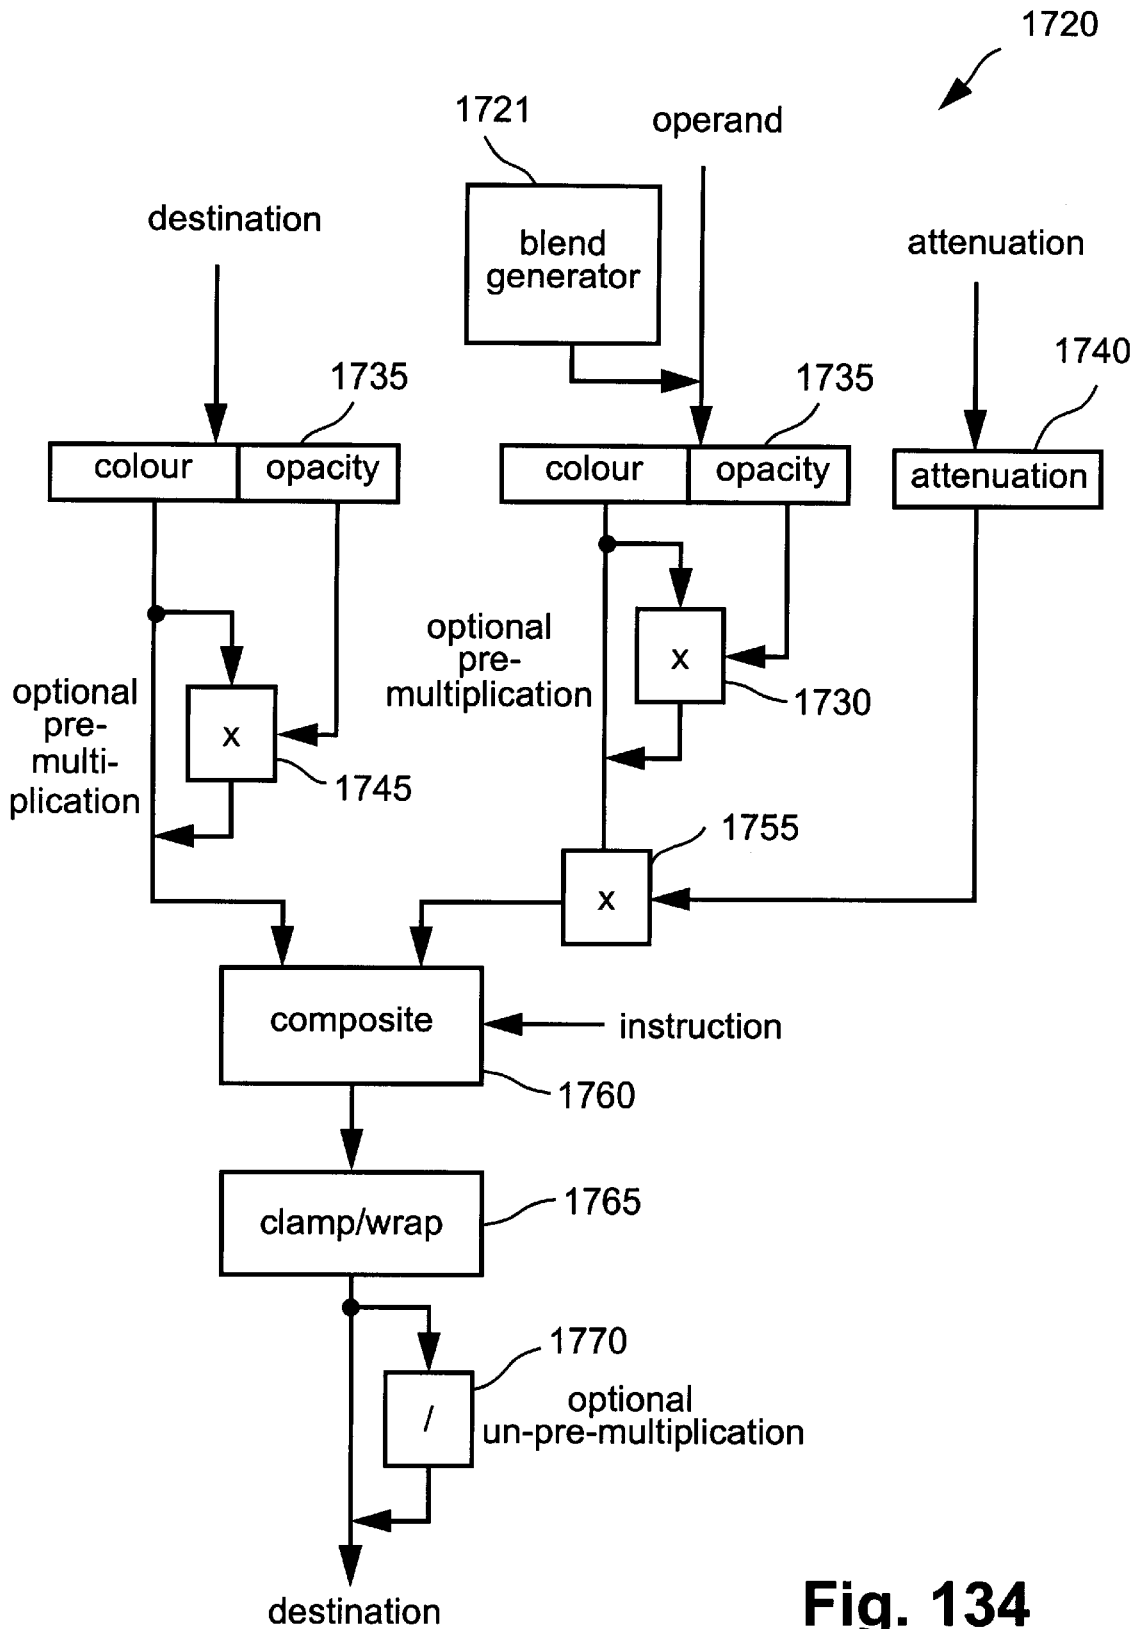 1720
1721
operand
destination
blend
generator
attenuation
1735
1735
1740
colour
opacity
colour
opacity
attenuation
optional
pre-
multiplication
x
1730
optional
pre-
multi-
plication
x
1745
1755
x
composite
instruction
1760
clamp/wrap
1765
1770
/
optional
un-pre-multiplication
destination
Fig. 134